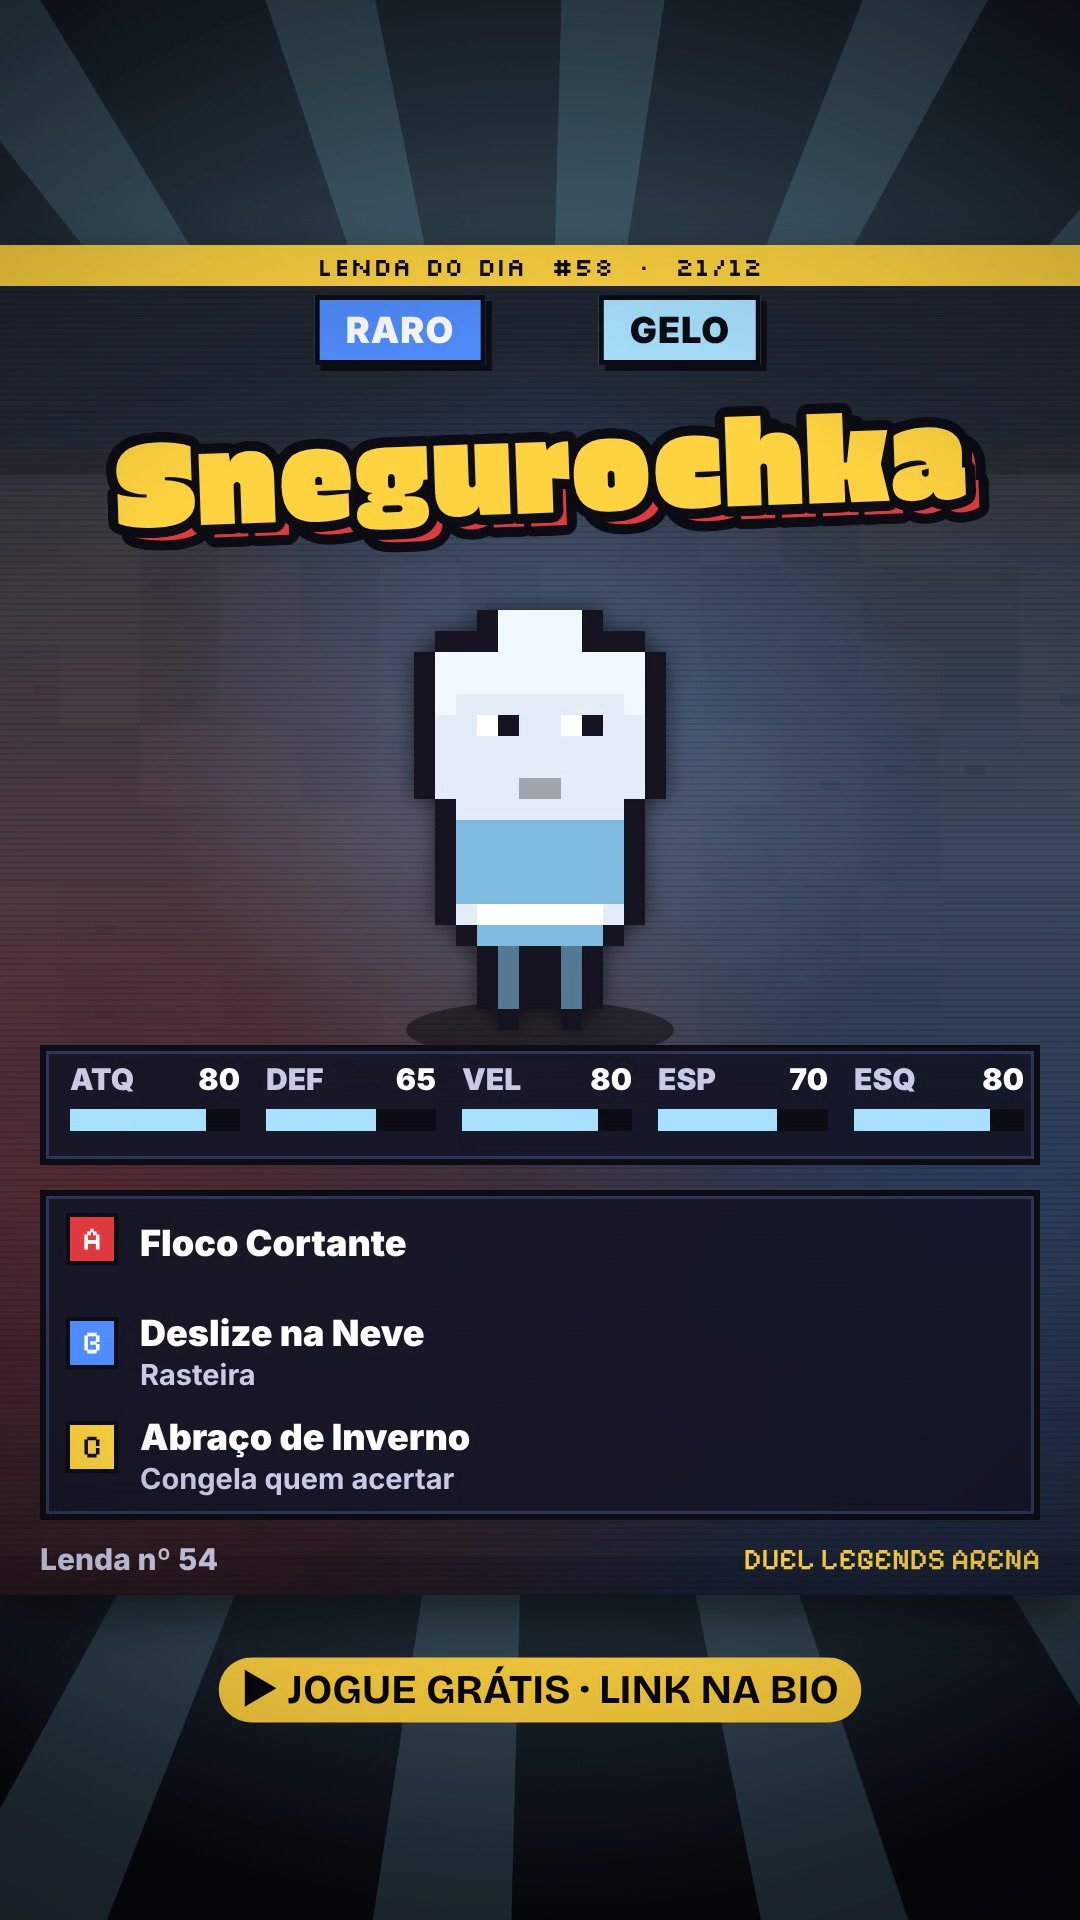 LENDA DO DIA #58 · 21/12
RARO
GELO
Snegurochka
ATQ 80 DEF 65 VEL 80 ESP 70 ESQ 80
A Floco Cortante
B Deslize na Neve
Rasteira
C Abraço de Inverno
Congela quem acertar
Lenda nº 54
DUEL LEGENDS ARENA
▶ JOGUE GRÁTIS · LINK NA BIO